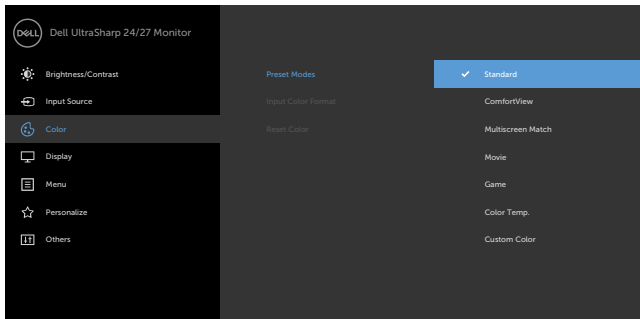 DELL Dell UltraSharp 24/27 Monitor
Brightness/Contrast Preset Modes Standard
Input Source Input Color Format ComfortView
Color Reset Color Multiscreen Match
Display Movie
Menu Game
Personalize Color Temp.
Others Custom Color